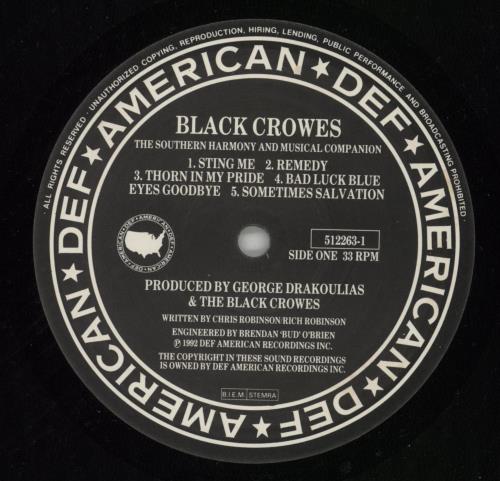 ALL RIGHTS RESERVED · UNAUTHORIZED COPYING, REPRODUCTION, HIRING, LENDING, PUBLIC PERFORMANCE AND BROADCASTING PROHIBITED ·
AMERICAN ★ DEF ★ AMERICAN ★ DEF ★ AMERICAN ★ DEF ★
BLACK CROWES
THE SOUTHERN HARMONY AND MUSICAL COMPANION
1. STING ME 2. REMEDY
3. THORN IN MY PRIDE 4. BAD LUCK BLUE
EYES GOODBYE 5. SOMETIMES SALVATION
AMERICAN · DEF · AMERICAN · DEF · AMERICAN · DEF
512263-1
SIDE ONE 33 RPM
PRODUCED BY GEORGE DRAKOULIAS
& THE BLACK CROWES
WRITTEN BY CHRIS ROBINSON/RICH ROBINSON
ENGINEERED BY BRENDAN 'BUD' O'BRIEN
℗ 1992 DEF AMERICAN RECORDINGS INC.
THE COPYRIGHT IN THESE SOUND RECORDINGS
IS OWNED BY DEF AMERICAN RECORDINGS INC.
B.I.E.M. STEMRA